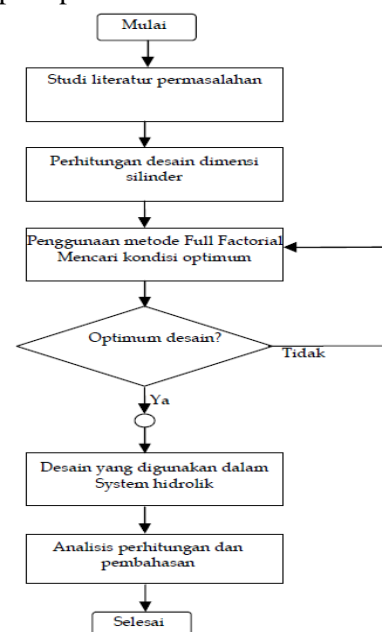 Mulai
Studi literatur permasalahan
Perhitungan desain dimensi
silinder
Penggunaan metode Full Factorial
Mencari kondisi optimum
Optimum desain?
Tidak
Ya
Desain yang digunakan dalam
System hidrolik
Analisis perhitungan dan
pembahasan
Selesai